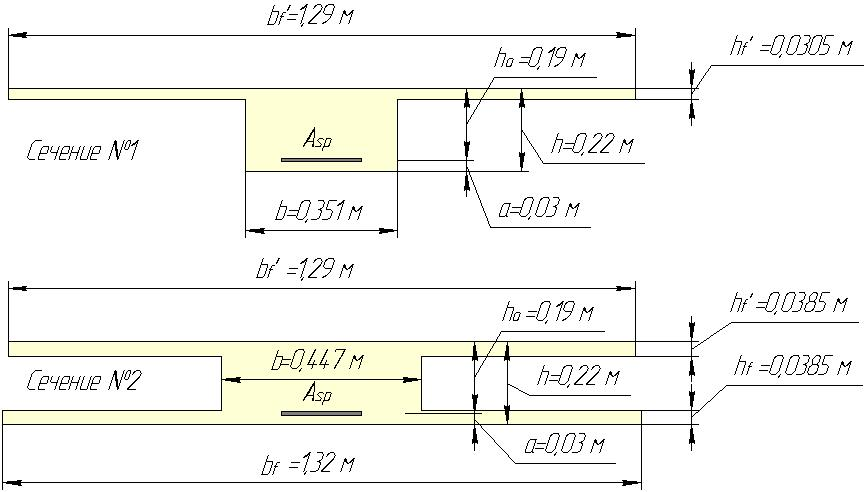 bf'=1,29 м
hо =0,19 м
hf' =0,0305 м
Сечение №1
Asp
h=0,22 м
b=0,351 м
a=0,03 м
bf' =1,29 м
hо =0,19 м
hf'=0,0385 м
b=0,447 м
Сечение №2
Asp
h=0,22 м
hf =0,0385 м
a=0,03 м
bf =1,32 м